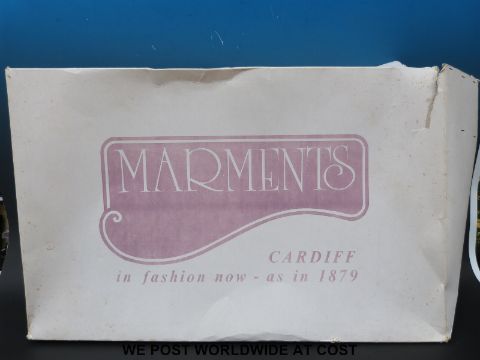 MARMENTS
CARDIFF
in fashion now - as in 1879
WE POST WORLDWIDE AT COST